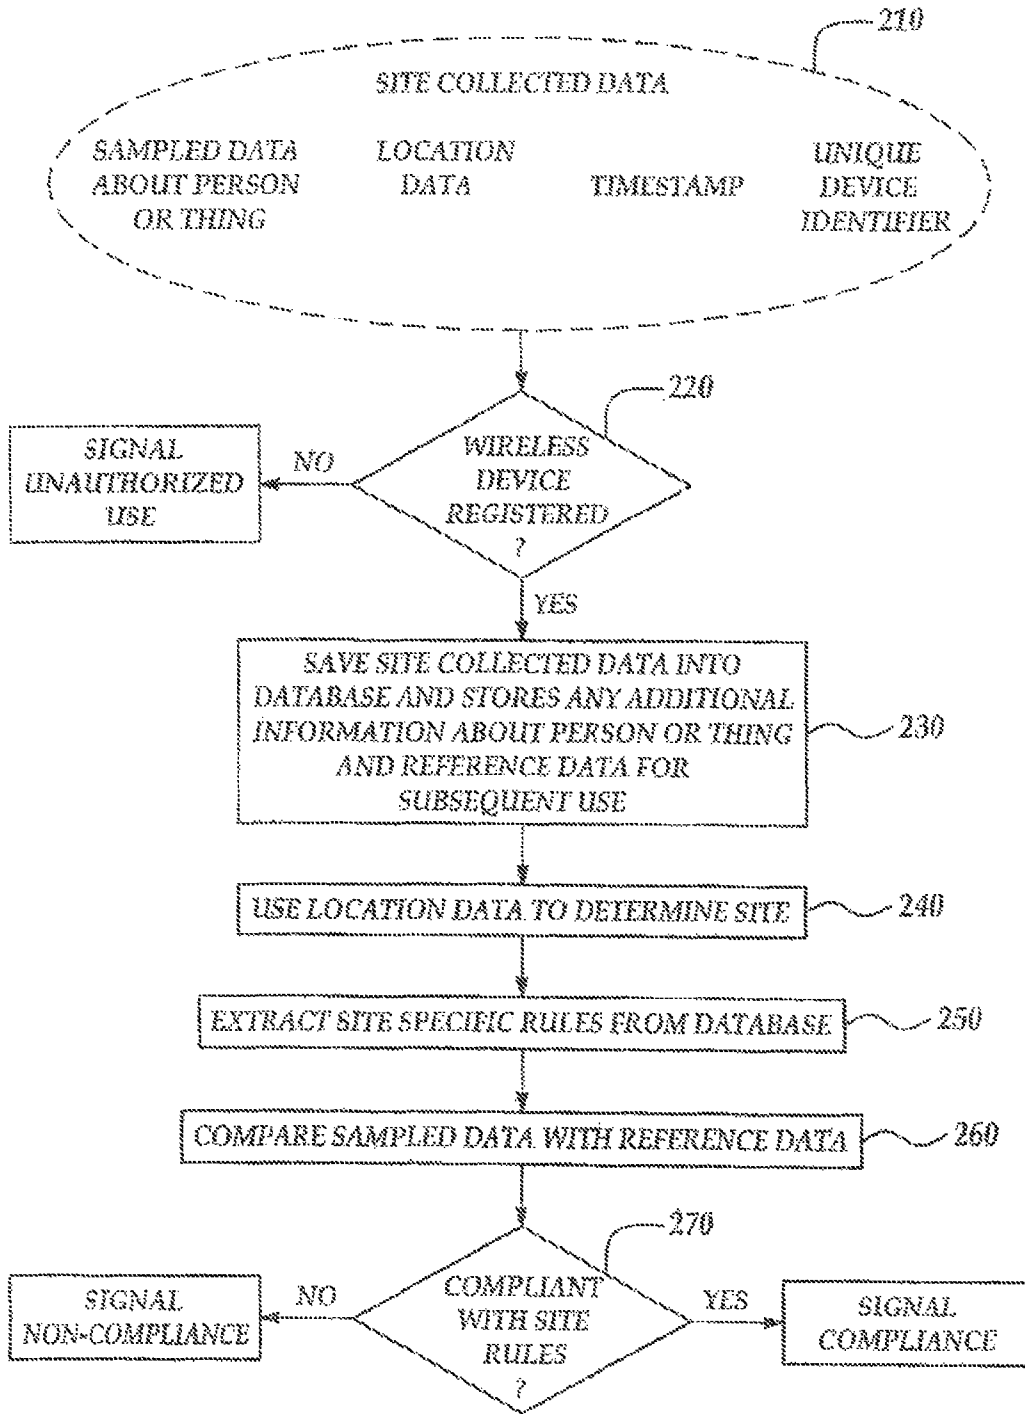 210
SITE COLLECTED DATA
SAMPLED DATA
ABOUT PERSON
OR THING
LOCATION
DATA
TIMESTAMP
UNIQUE
DEVICE
IDENTIFIER
220
WIRELESS
DEVICE
REGISTERED
?
NO
SIGNAL
UNAUTHORIZED
USE
YES
SAVE SITE COLLECTED DATA INTO
DATABASE AND STORES ANY ADDITIONAL
INFORMATION ABOUT PERSON OR THING
AND REFERENCE DATA FOR
SUBSEQUENT USE
230
USE LOCATION DATA TO DETERMINE SITE
240
EXTRACT SITE SPECIFIC RULES FROM DATABASE
250
COMPARE SAMPLED DATA WITH REFERENCE DATA
260
270
COMPLIANT
WITH SITE
RULES
?
NO
SIGNAL
NON-COMPLIANCE
YES
SIGNAL
COMPLIANCE